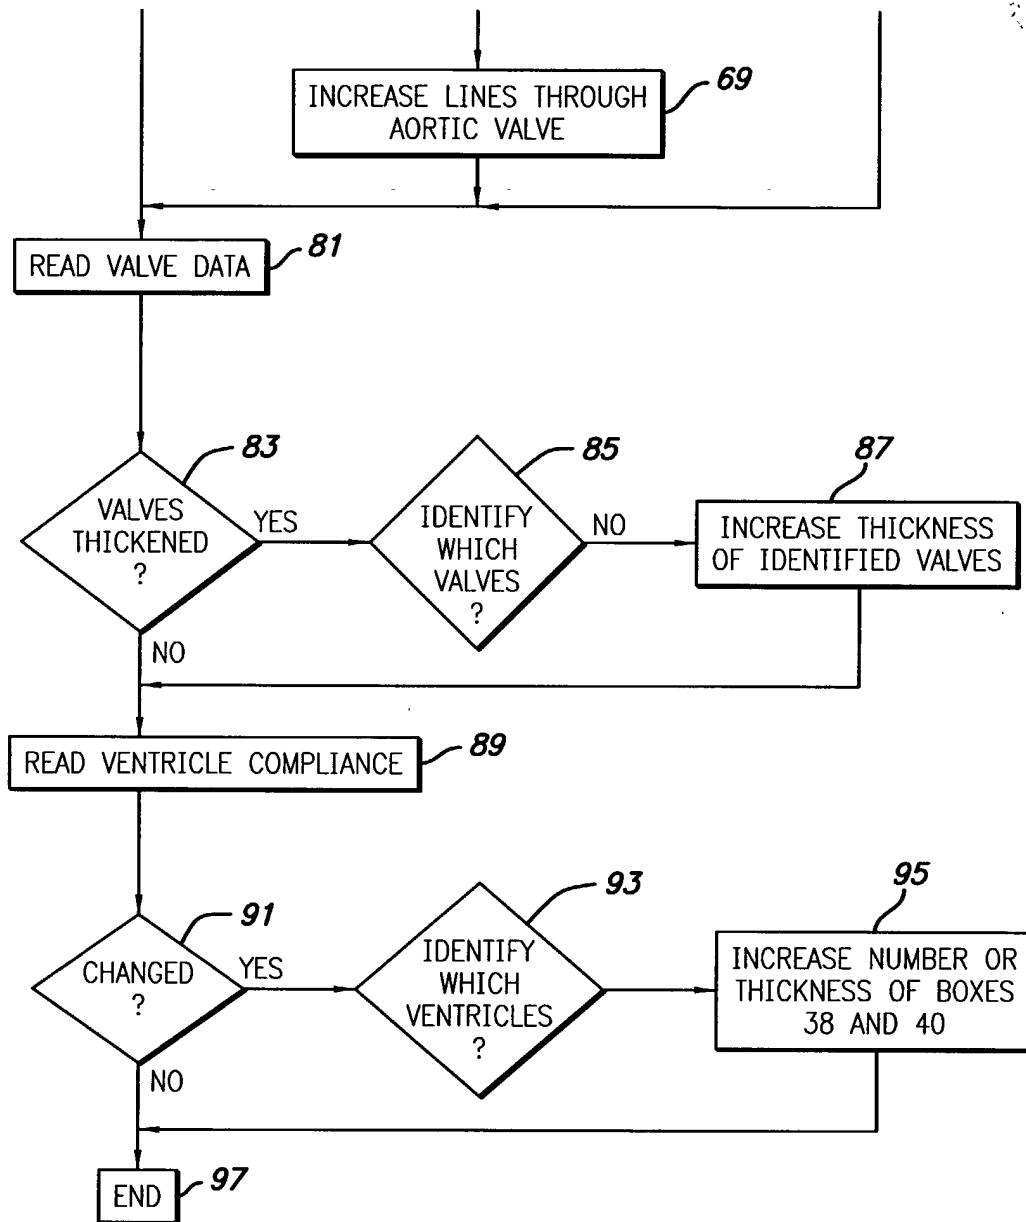 INCREASE LINES THROUGH
AORTIC VALVE
69
READ VALVE DATA
81
VALVES
THICKENED
?
83
YES
NO
IDENTIFY
WHICH
VALVES
?
85
NO
INCREASE THICKNESS
OF IDENTIFIED VALVES
87
READ VENTRICLE COMPLIANCE
89
CHANGED
?
91
YES
NO
IDENTIFY
WHICH
VENTRICLES
?
93
INCREASE NUMBER OR
THICKNESS OF BOXES
38 AND 40
95
END
97